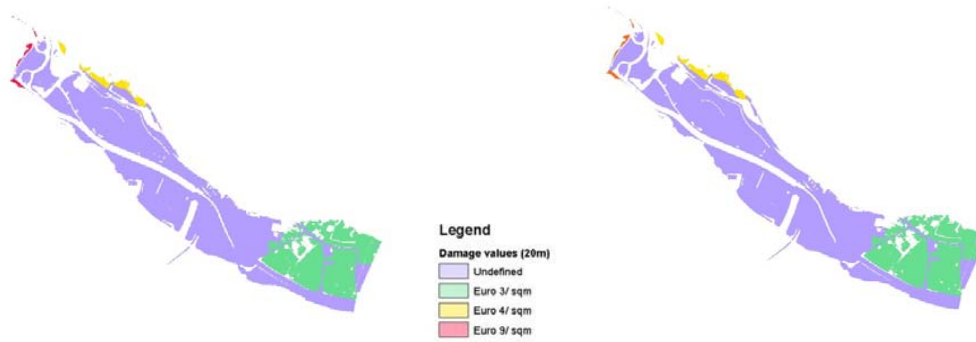 Legend
Damage values (20m)
Undefined
Euro 3/ sqm
Euro 4/ sqm
Euro 9/ sqm